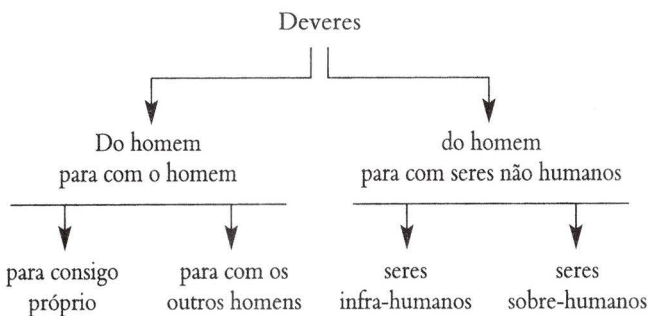 Deveres
Do homem
para com o homem
do homem
para com seres não humanos
para consigo
próprio
para com os
outros homens
seres
infra-humanos
seres
sobre-humanos